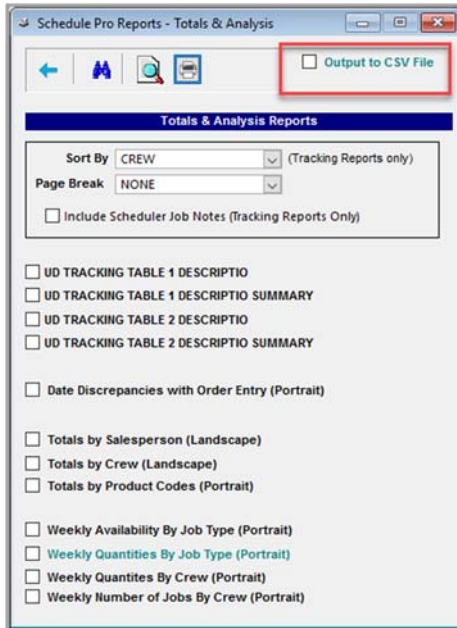 Schedule Pro Reports - Totals & Analysis
Output to CSV File
Totals & Analysis Reports
Sort By CREW (Tracking Reports only)
Page Break NONE
Include Scheduler Job Notes (Tracking Reports Only)
UD TRACKING TABLE 1 DESCRIPTIO
UD TRACKING TABLE 1 DESCRIPTIO SUMMARY
UD TRACKING TABLE 2 DESCRIPTIO
UD TRACKING TABLE 2 DESCRIPTIO SUMMARY
Date Discrepancies with Order Entry (Portrait)
Totals by Salesperson (Landscape)
Totals by Crew (Landscape)
Totals by Product Codes (Portrait)
Weekly Availability By Job Type (Portrait)
Weekly Quantities By Job Type (Portrait)
Weekly Quantites By Crew (Portrait)
Weekly Number of Jobs By Crew (Portrait)